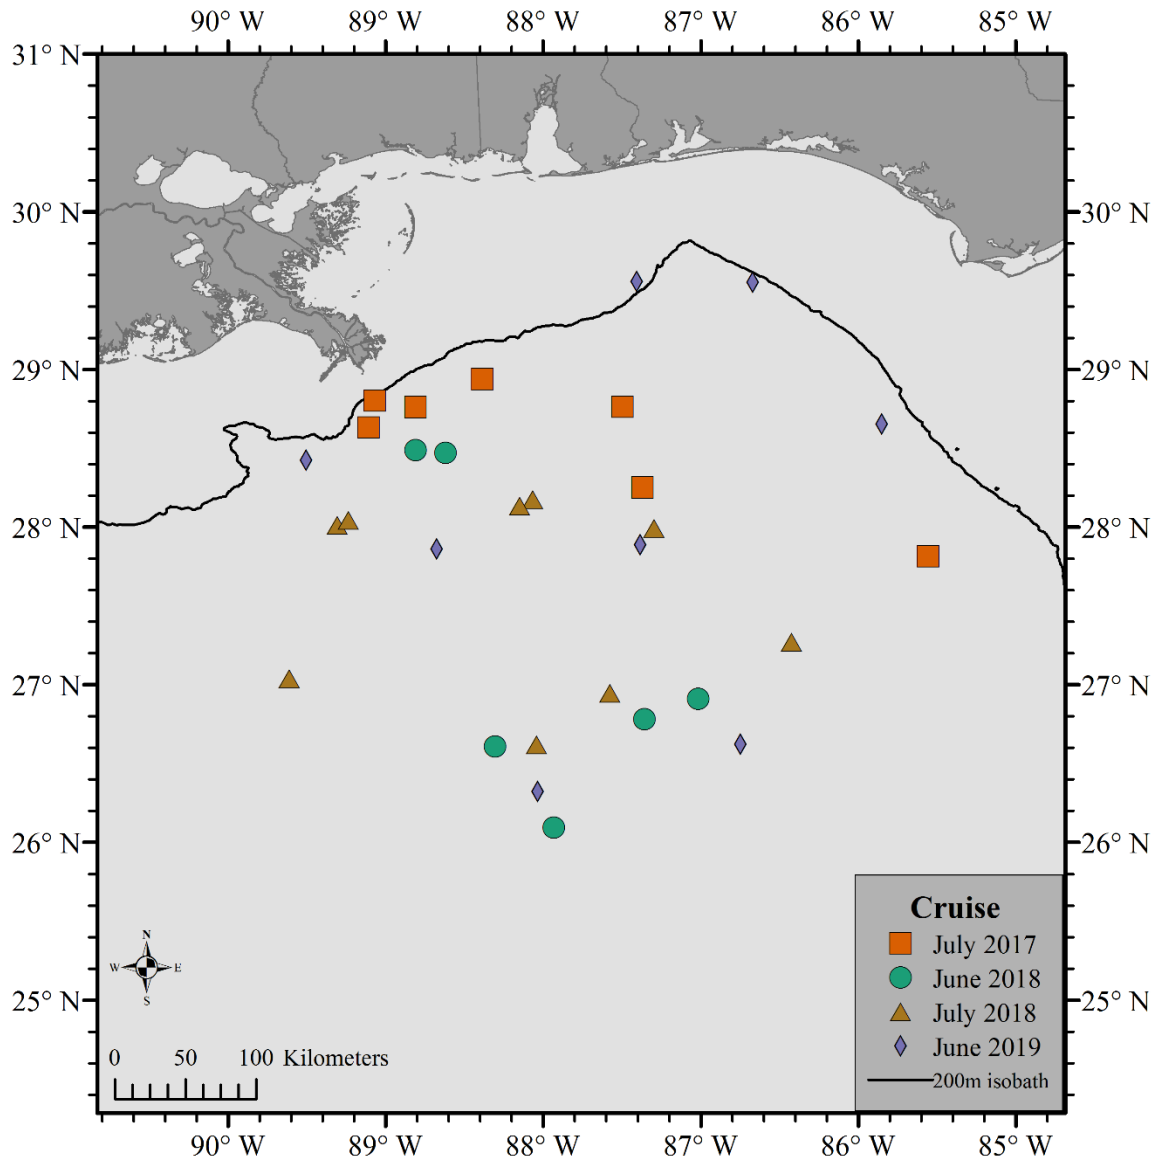 90° W 89° W 88° W 87° W 86° W 85° W
31° N
30° N 30° N
29° N 29° N
28° N 28° N
27° N 27° N
26° N 26° N
Cruise
July 2017
N
June 2018
W E
S
25° N 25° N
July 2018
June 2019
0 50 100 Kilometers
200m isobath
90° W 89° W 88° W 87° W 86° W 85° W
31° N